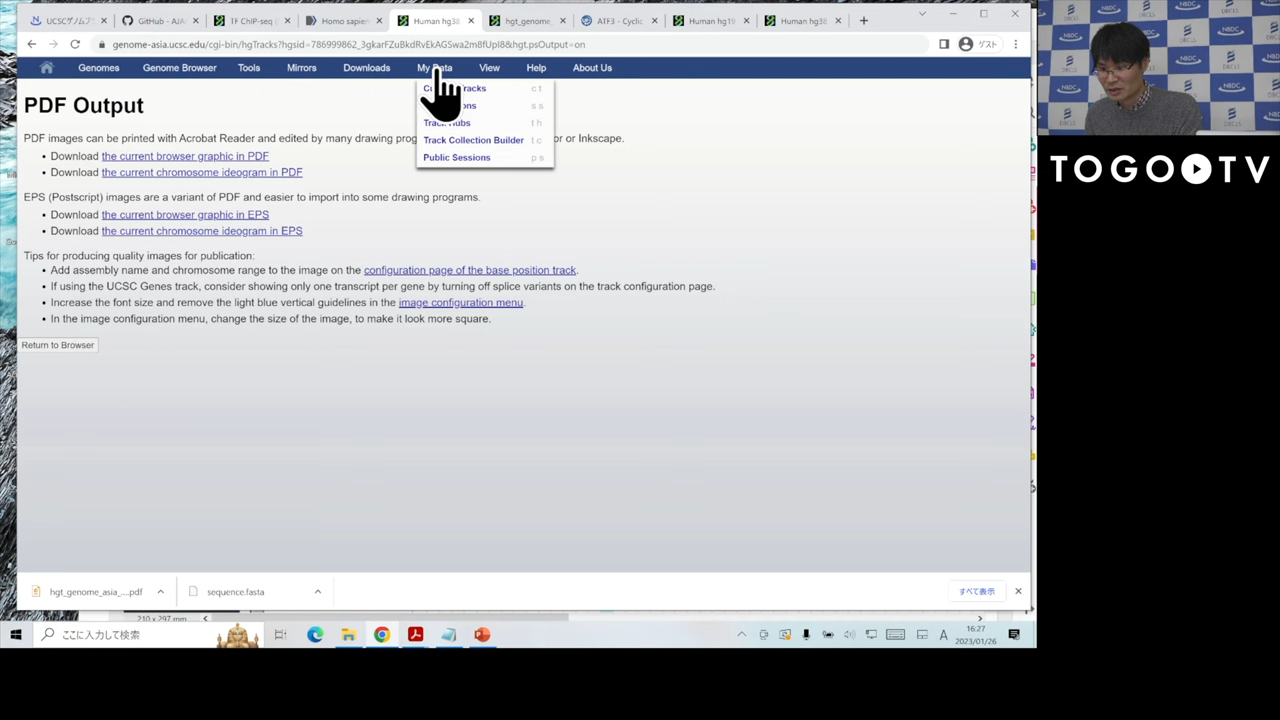 UCSCゲノムブ
GitHub - AJA
TF ChIP-seq
Homo sapien
Human hg38
hgt_genome_
ATF3 - Cyclic
Human hg19
Human hg38
genome-asia.ucsc.edu/cgi-bin/hgTracks?hgsid=786999862_3gkarFZuBkdRvEkAGSwa2m8fUpI8&hgt.psOutput=on
ゲスト
Genomes Genome Browser Tools Mirrors Downloads My Data View Help About Us
Tracks c t
s s
Track Hubs t h
Track Collection Builder t c
Public Sessions p s
PDF Output
PDF images can be printed with Acrobat Reader and edited by many drawing or Inkscape.
Download the current browser graphic in PDF
Download the current chromosome ideogram in PDF
EPS (Postscript) images are a variant of PDF and easier to import into some drawing programs.
Download the current browser graphic in EPS
Download the current chromosome ideogram in EPS
Tips for producing quality images for publication:
Add assembly name and chromosome range to the image on the configuration page of the base position track.
If using the UCSC Genes track, consider showing only one transcript per gene by turning off splice variants on the track configuration page.
Increase the font size and remove the light blue vertical guidelines in the image configuration menu.
In the image configuration menu, change the size of the image, to make it look more square.
Return to Browser
hgt_genome_asia_....pdf
sequence.fasta
すべて表示
210 x 297 mm
ここに入力して検索
A
16:27
2023/01/26
NBDC
DBCLS
TOGO TV